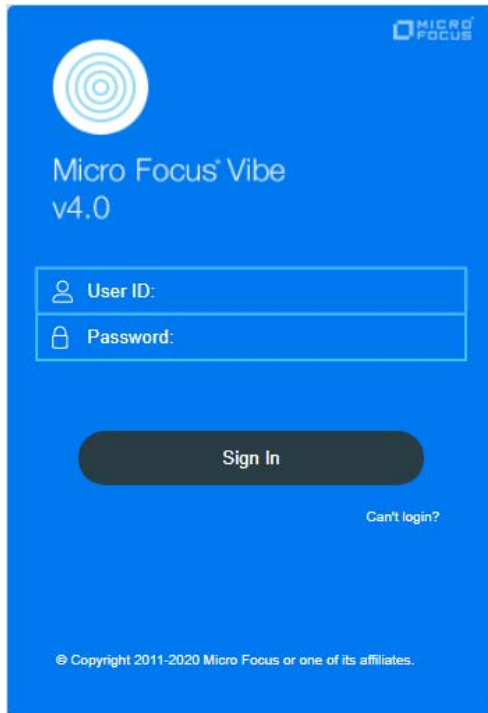 MICRO
FOCUS
Micro Focus® Vibe
v4.0
User ID:
Password:
Sign In
Can't login?
© Copyright 2011-2020 Micro Focus or one of its affiliates.